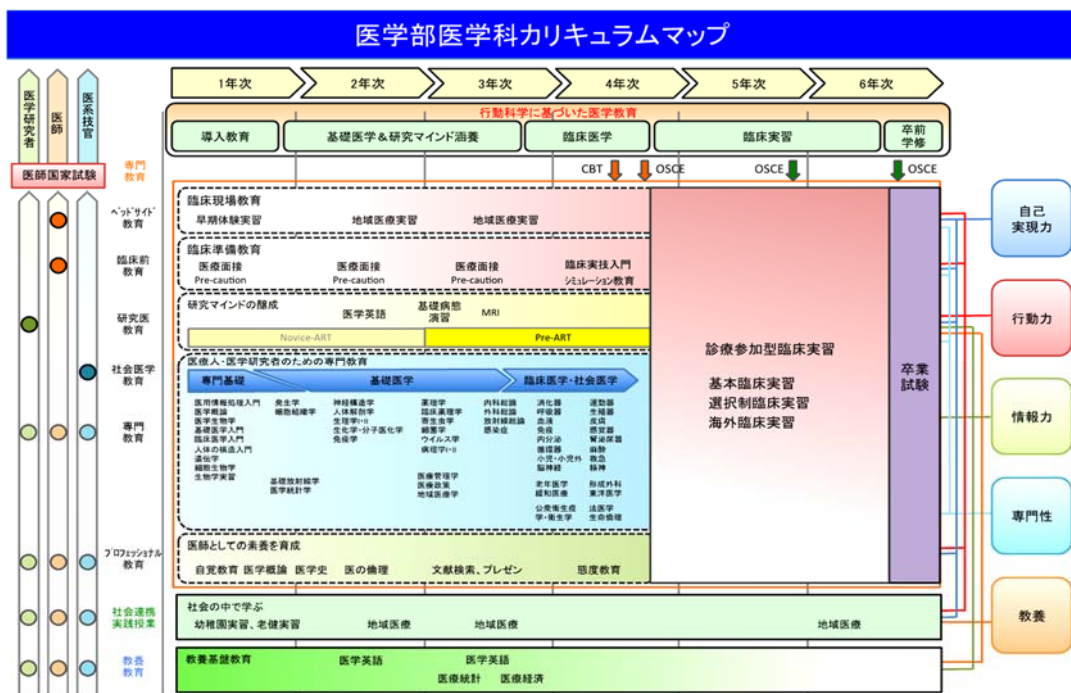 医学部医学科カリキュラムマップ
1年次
2年次
3年次
4年次
5年次
6年次
行動科学に基づいた医学教育
導入教育
基礎医学&研究マインド涵養
臨床医学
臨床実習
卒前
学修
医学研究者
医師
医系技官
医師国家試験
専門
教育
CBT
OSCE
OSCE
OSCE
ベッドサイド
教育
臨床現場教育
早期体験実習
地域医療実習
地域医療実習
臨床前
教育
臨床準備教育
医療面接
Pre-caution
医療面接
Pre-caution
医療面接
Pre-caution
臨床実技入門
シミュレーション教育
研究医
教育
研究マインドの醸成
医学英語
基礎病態
演習
MRI
Novice-ART
Pre-ART
社会医学
教育
医療人・医学研究者のための専門教育
専門基礎
基礎医学
臨床医学・社会医学
専門
教育
医用情報処理入門
医学概論
医学生物学
基礎医学入門
臨床医学入門
人体の構造入門
遺伝学
細胞生物学
生物学実習
発生学
細胞組織学
基礎放射線学
医学統計学
神経構造学
人体解剖学
生理学I・II
生化学・分子医化学
免疫学
薬理学
臨床薬理学
寄生虫学
細菌学
ウイルス学
病理学I・II
医療管理学
医療政策
地域医療学
内科総論
外科総論
放射線総論
感染症
消化器
呼吸器
血液
免疫
内分泌
循環器
小児・小児外
脳神経
老年医学
緩和医療
公衆衛生疫
学・衛生学
運動器
生殖器
皮膚
感覚器
腎泌尿器
麻酔
救急
精神
形成外科
東洋医学
法医学
生命倫理
診療参加型臨床実習
基本臨床実習
選択制臨床実習
海外臨床実習
卒業
試験
プロフェッショナル
教育
医師としての素養を育成
自覚教育
医学概論
医学史
医の倫理
文献検索、プレゼン
態度教育
社会連携
実践授業
社会の中で学ぶ
幼稚園実習、老健実習
地域医療
地域医療
地域医療
教養
教育
教養基盤教育
医学英語
医学英語
医療統計
医療経済
自己
実現力
行動力
情報力
専門性
教養